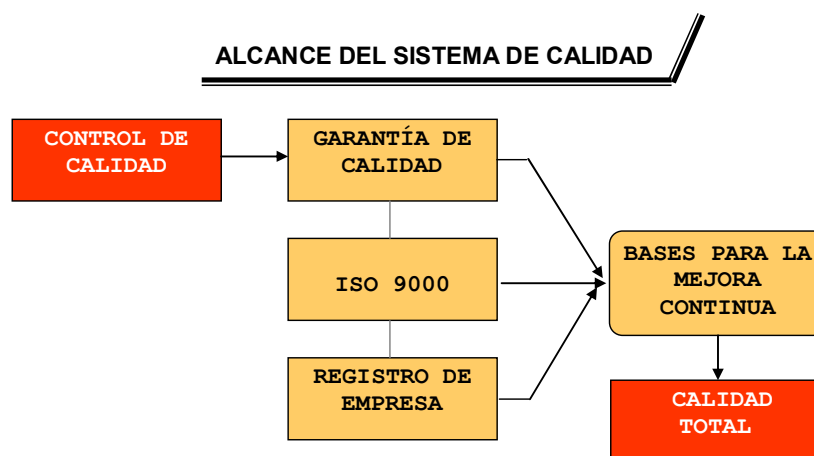 ALCANCE DEL SISTEMA DE CALIDAD
CONTROL DE
CALIDAD
GARANTÍA DE
CALIDAD
ISO 9000
REGISTRO DE
EMPRESA
BASES PARA LA
MEJORA
CONTINUA
CALIDAD
TOTAL